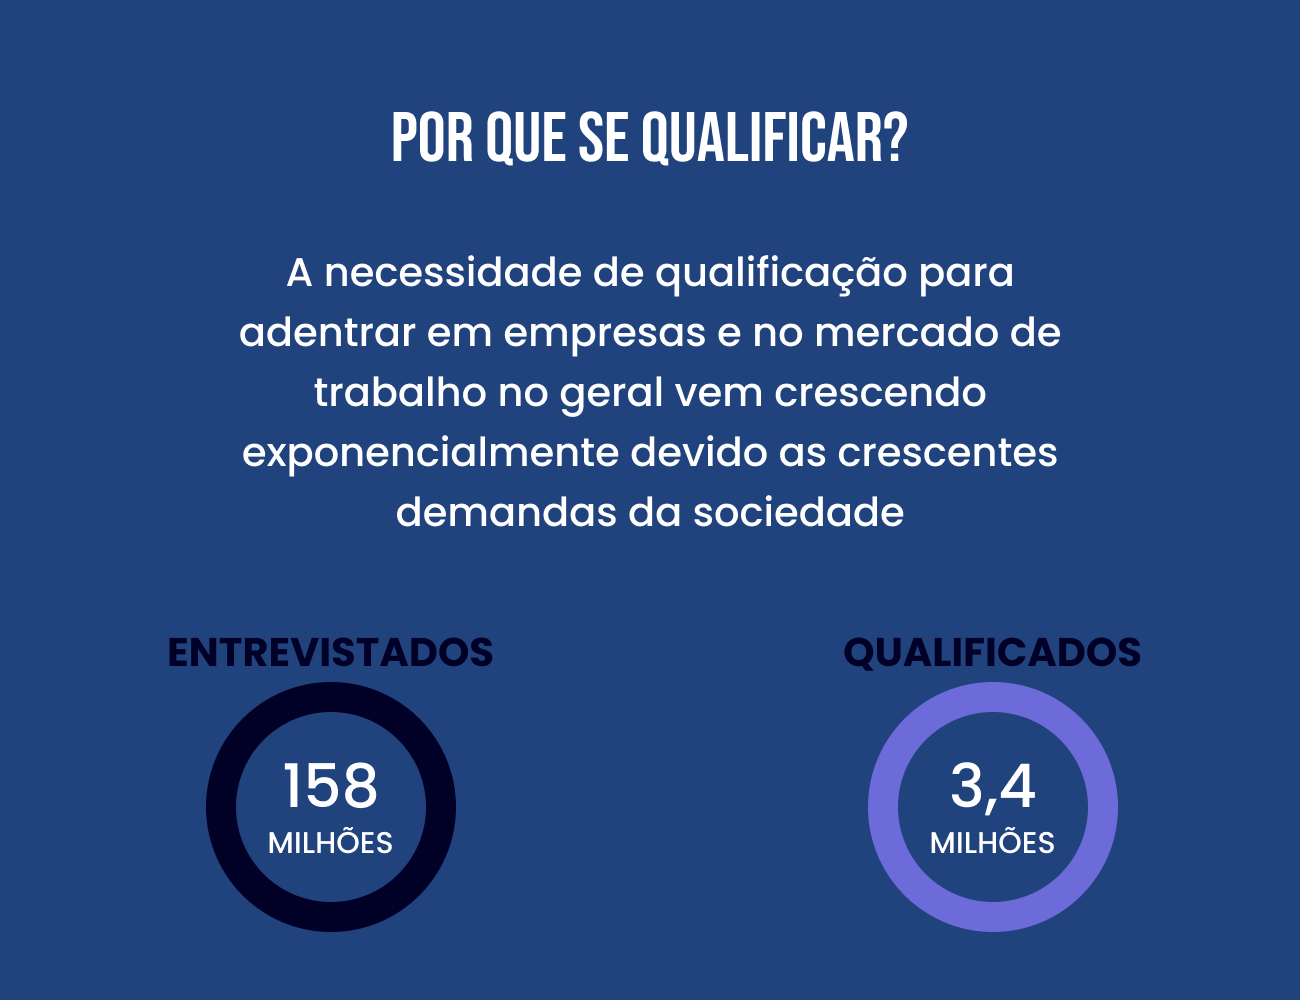 POR QUE SE QUALIFICAR?
A necessidade de qualificação para
adentrar em empresas e no mercado de
trabalho no geral vem crescendo
exponencialmente devido as crescentes
demandas da sociedade
ENTREVISTADOS
158
MILHÕES
QUALIFICADOS
3,4
MILHÕES